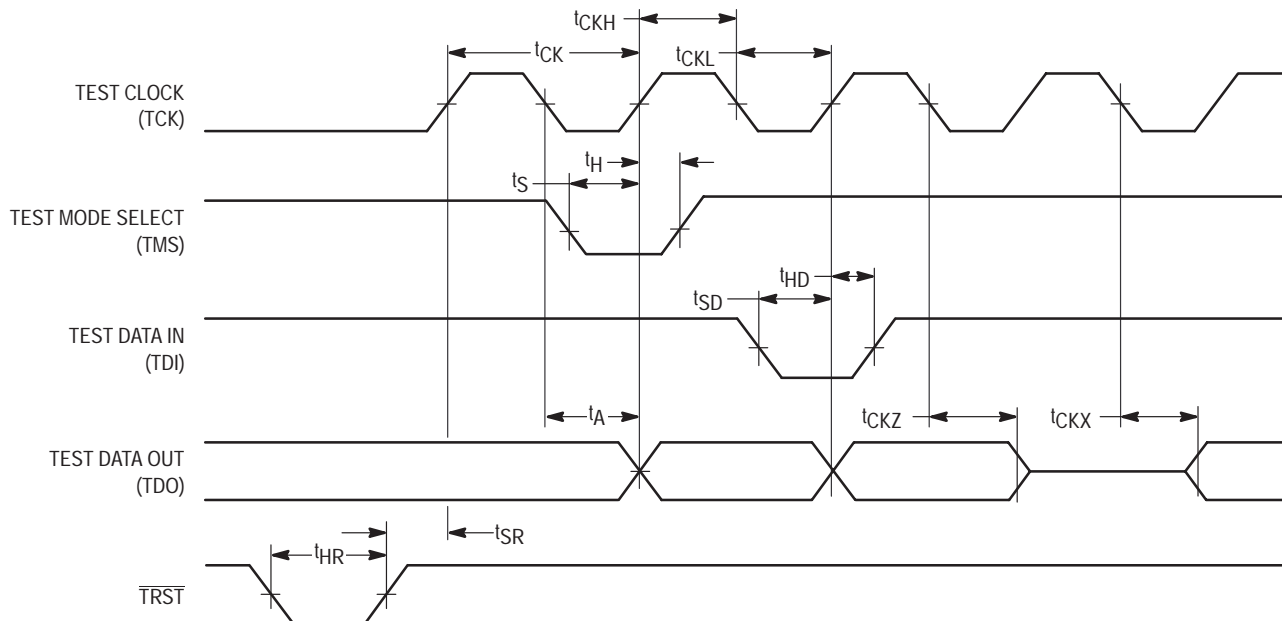 tCKH
tCK
tCKL
TEST CLOCK
(TCK)
tH
tS
TEST MODE SELECT
(TMS)
tHD
tSD
TEST DATA IN
(TDI)
tA
tCKZ
tCKX
TEST DATA OUT
(TDO)
tSR
tHR
TRST